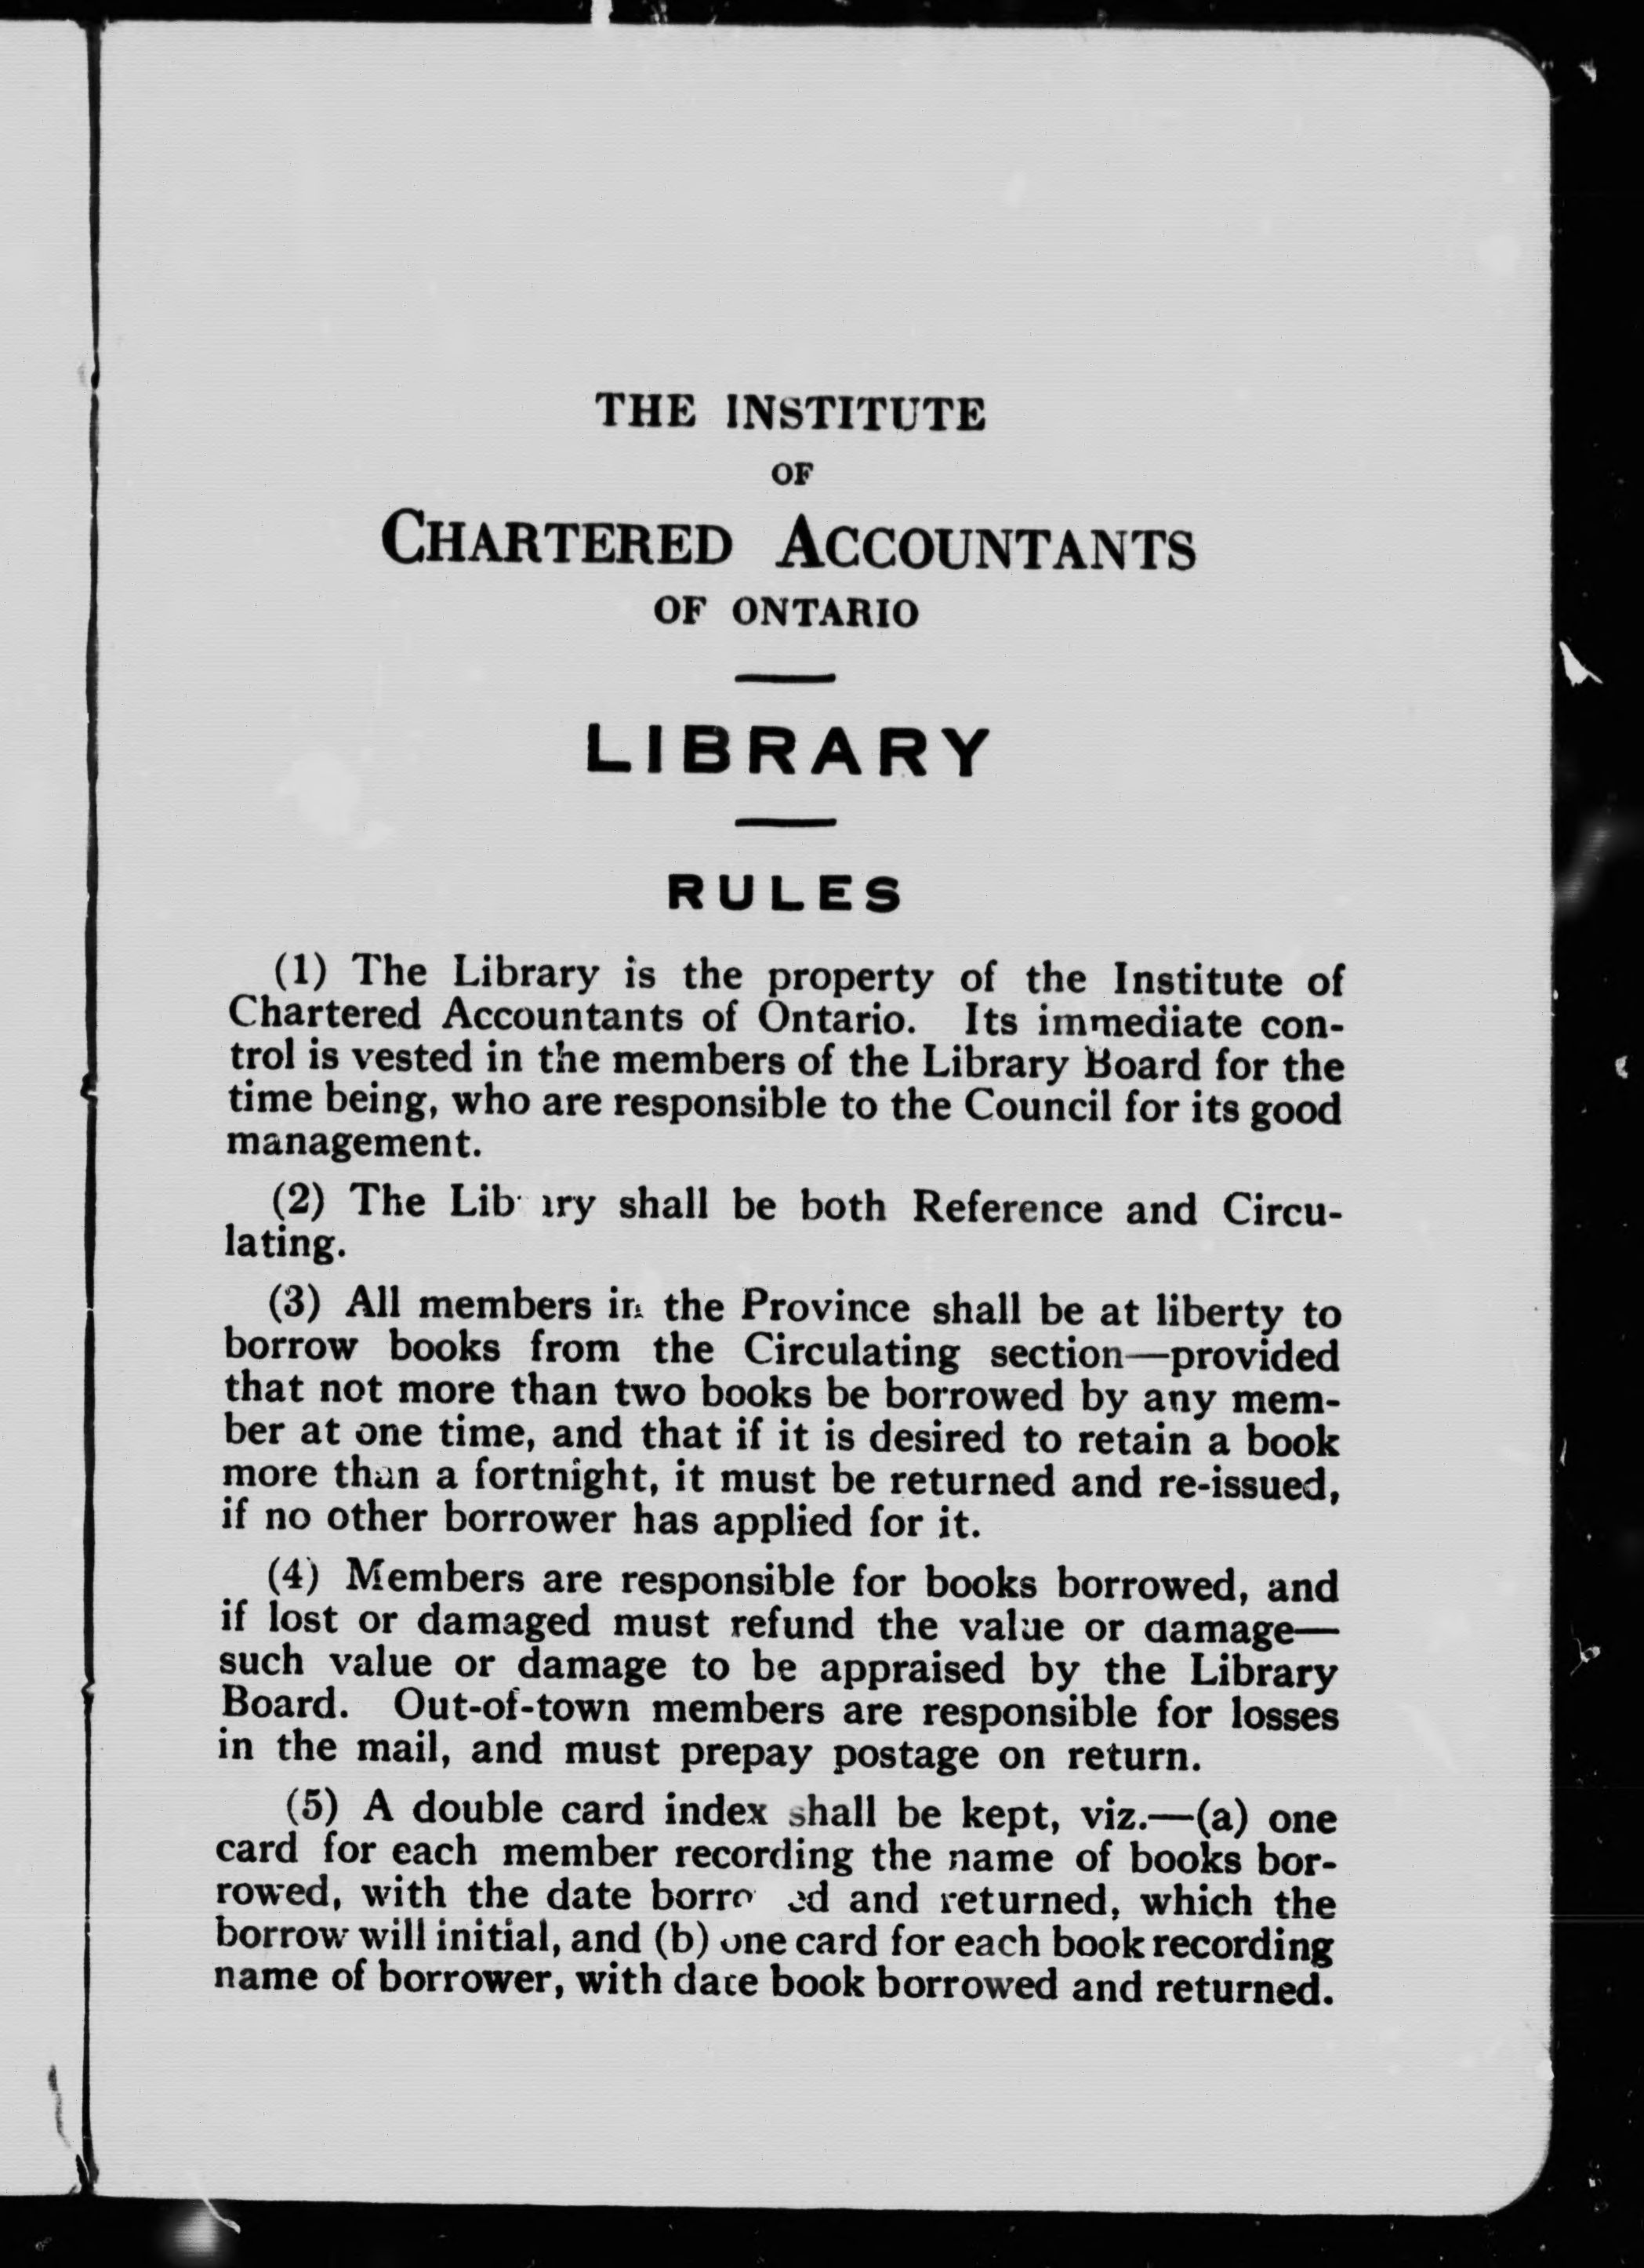 THE INSTITUTE
OF
CHARTERED ACCOUNTANTS
OF ONTARIO
LIBRARY
RULES
(1) The Library is the property of the Institute of
Chartered Accountants of Ontario. Its immediate con-
trol is vested in the members of the Library Board for the
time being, who are responsible to the Council for its good
management.
(2) The Library shall be both Reference and Circu-
lating.
(3) All members in the Province shall be at liberty to
borrow books from the Circulating section—provided
that not more than two books be borrowed by any mem-
ber at one time, and that if it is desired to retain a book
more than a fortnight, it must be returned and re-issued,
if no other borrower has applied for it.
(4) Members are responsible for books borrowed, and
if lost or damaged must refund the value or damage—
such value or damage to be appraised by the Library
Board. Out-of-town members are responsible for losses
in the mail, and must prepay postage on return.
(5) A double card index shall be kept, viz.—(a) one
card for each member recording the name of books bor-
rowed, with the date borrowed and returned, which the
borrow will initial, and (b) one card for each book recording
name of borrower, with date book borrowed and returned.